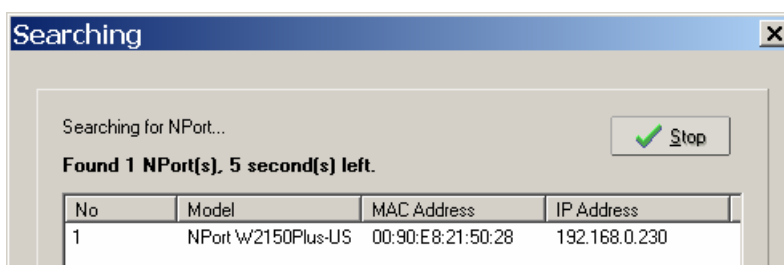 Searching
Searching for NPort...
Stop
Found 1 NPort(s), 5 second(s) left.
No Model MAC Address IP Address
1 NPort W2150Plus-US 00:90:E8:21:50:28 192.168.0.230